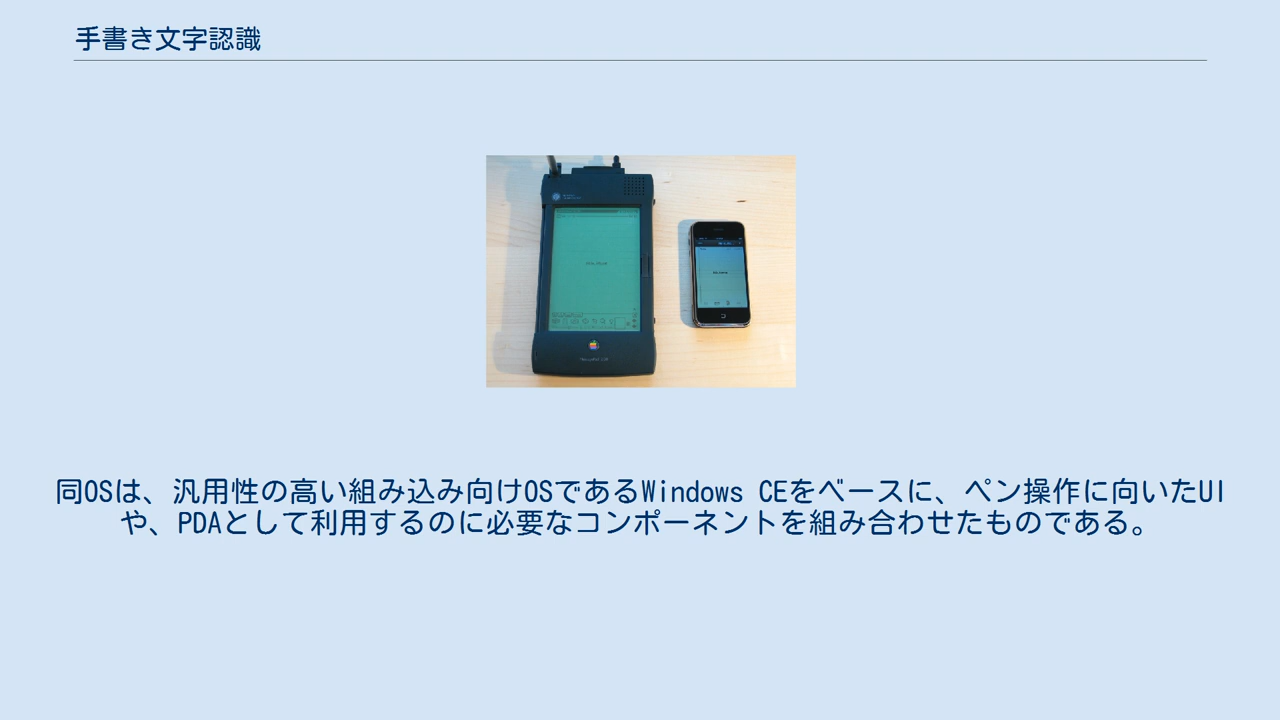 手書き文字認識
同OSは、汎用性の高い組み込み向けOSであるWindows CEをベースに、ペン操作に向いたUI
や、PDAとして利用するのに必要なコンポーネントを組み合わせたものである。